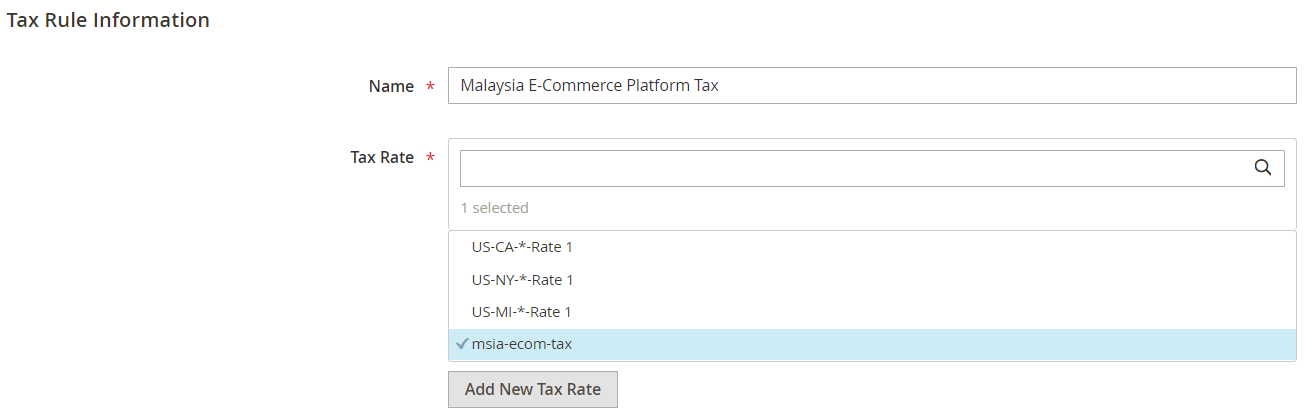 Tax Rule Information
Name *
Malaysia E-Commerce Platform Tax
Tax Rate *
1 selected
US-CA-*-Rate 1
US-NY-*-Rate 1
US-MI-*-Rate 1
msia-ecom-tax
Add New Tax Rate